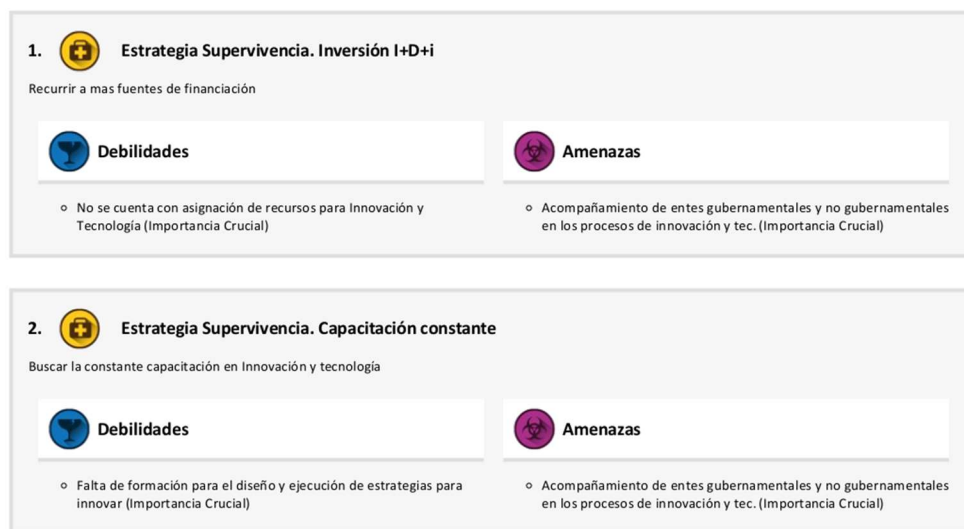 1. Estrategia Supervivencia. Inversión I+D+i
Recurrir a mas fuentes de financiación
Debilidades
Amenazas
No se cuenta con asignación de recursos para Innovación y
Tecnología (Importancia Crucial)
Acompañamiento de entes gubernamentales y no gubernamentales
en los procesos de innovación y tec. (Importancia Crucial)
2. Estrategia Supervivencia. Capacitación constante
Buscar la constante capacitación en Innovación y tecnología
Debilidades
Amenazas
Falta de formación para el diseño y ejecución de estrategias para
innovar (Importancia Crucial)
Acompañamiento de entes gubernamentales y no gubernamentales
en los procesos de innovación y tec. (Importancia Crucial)